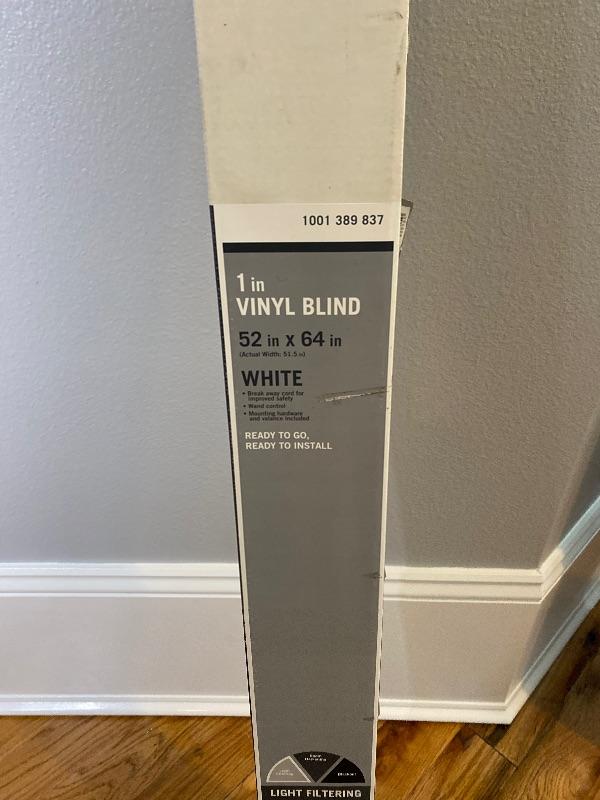 1001 389 837
1 in
VINYL BLIND
52 in x 64 in
(Actual Width: 51.5 in)
WHITE
• Break away cord for
improved safety
• Wand control
• Mounting hardware
and valance included
READY TO GO,
READY TO INSTALL
LIGHT FILTERING